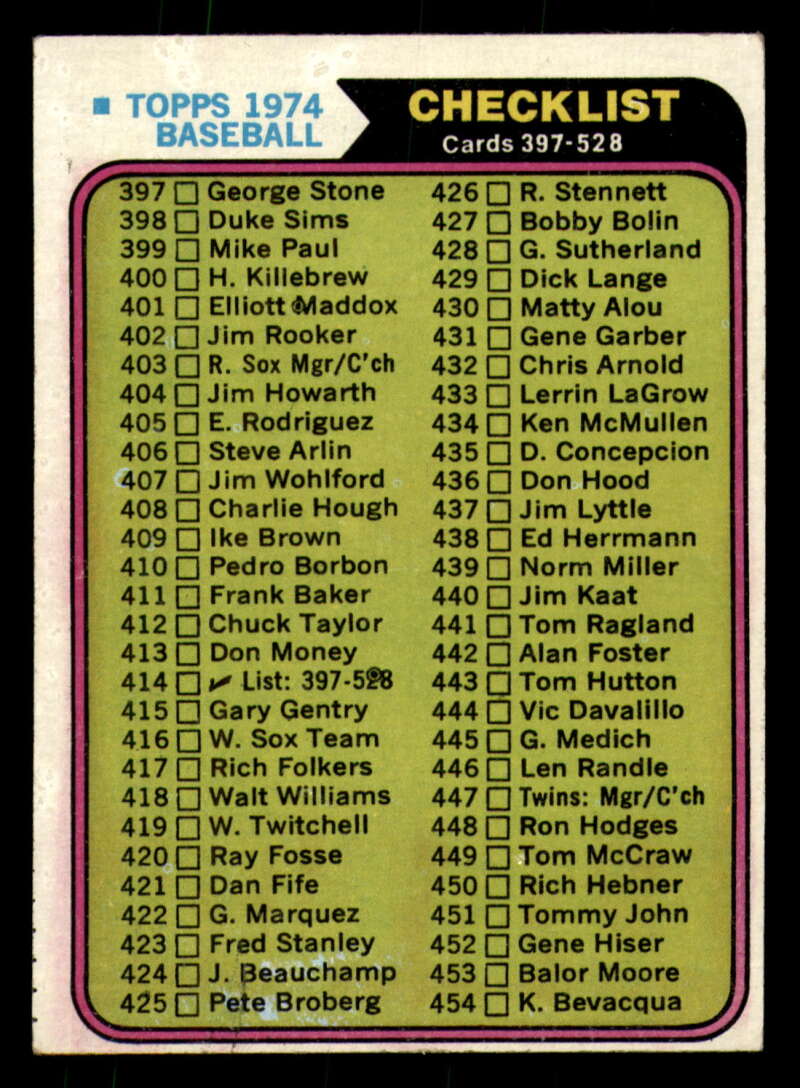 ■ TOPPS 1974
BASEBALL
CHECKLIST
Cards 397-528
397 □ George Stone
398 □ Duke Sims
399 □ Mike Paul
400 □ H. Killebrew
401 □ Elliott Maddox
402 □ Jim Rooker
403 □ R. Sox Mgr/C'ch
404 □ Jim Howarth
405 □ E. Rodriguez
406 □ Steve Arlin
407 □ Jim Wohlford
408 □ Charlie Hough
409 □ Ike Brown
410 □ Pedro Borbon
411 □ Frank Baker
412 □ Chuck Taylor
413 □ Don Money
414 □ ✓ List: 397-528
415 □ Gary Gentry
416 □ W. Sox Team
417 □ Rich Folkers
418 □ Walt Williams
419 □ W. Twitchell
420 □ Ray Fosse
421 □ Dan Fife
422 □ G. Marquez
423 □ Fred Stanley
424 □ J. Beauchamp
425 □ Pete Broberg
426 □ R. Stennett
427 □ Bobby Bolin
428 □ G. Sutherland
429 □ Dick Lange
430 □ Matty Alou
431 □ Gene Garber
432 □ Chris Arnold
433 □ Lerrin LaGrow
434 □ Ken McMullen
435 □ D. Concepcion
436 □ Don Hood
437 □ Jim Lyttle
438 □ Ed Herrmann
439 □ Norm Miller
440 □ Jim Kaat
441 □ Tom Ragland
442 □ Alan Foster
443 □ Tom Hutton
444 □ Vic Davalillo
445 □ G. Medich
446 □ Len Randle
447 □ Twins: Mgr/C'ch
448 □ Ron Hodges
449 □ Tom McCraw
450 □ Rich Hebner
451 □ Tommy John
452 □ Gene Hiser
453 □ Balor Moore
454 □ K. Bevacqua